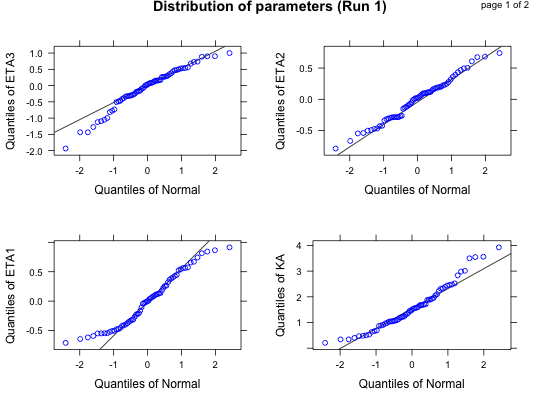 Distribution of parameters (Run 1)
page 1 of 2
Quantiles of ETA3
1.0
0.5
0.0
-0.5
-1.0
-1.5
-2.0
-2 -1 0 1 2
Quantiles of Normal
Quantiles of ETA2
0.5
0.0
-0.5
-2 -1 0 1 2
Quantiles of Normal
Quantiles of ETA1
0.5
0.0
-0.5
-2 -1 0 1 2
Quantiles of Normal
Quantiles of KA
4
3
2
1
-2 -1 0 1 2
Quantiles of Normal